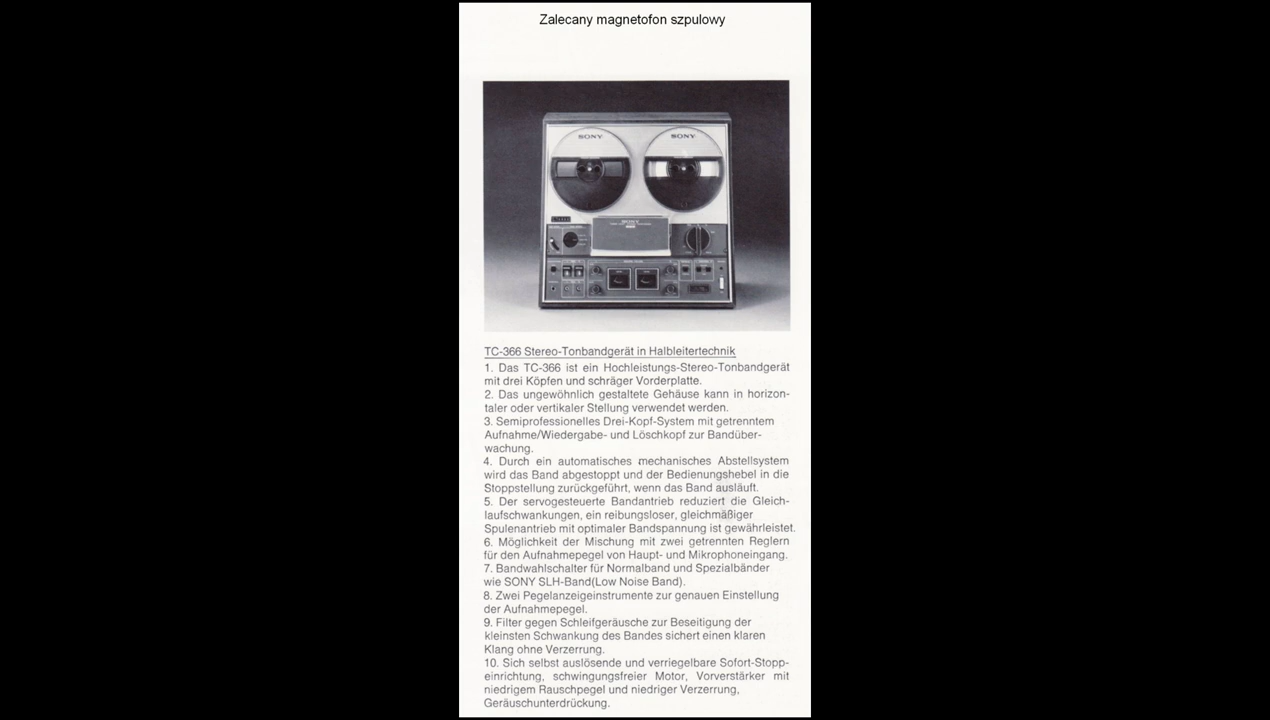 Zalecany magnetofon szpulowy
SONY
SONY
TC-366 Stereo-Tonbandgerät in Halbleitertechnik
1. Das TC-366 ist ein Hochleistungs-Stereo-Tonbandgerät
mit drei Köpfen und schräger Vorderplatte.
2. Das ungewöhnlich gestaltete Gehäuse kann in horizon-
taler oder vertikaler Stellung verwendet werden.
3. Semiprofessionelles Drei-Kopf-System mit getrenntem
Aufnahme/Wiedergabe- und Löschkopf zur Bandüber-
wachung.
4. Durch ein automatisches mechanisches Abstellsystem
wird das Band abgestoppt und der Bedienungshebel in die
Stoppstellung zurückgeführt, wenn das Band ausläuft.
5. Der servogesteuerte Bandantrieb reduziert die Gleich-
laufschwankungen, ein reibungsloser, gleichmäßiger
Spulenantrieb mit optimaler Bandspannung ist gewährleistet.
6. Möglichkeit der Mischung mit zwei getrennten Reglern
für den Aufnahmepegel von Haupt- und Mikrophoneingang.
7. Bandwahlschalter für Normalband und Spezialbänder
wie SONY SLH-Band(Low Noise Band).
8. Zwei Pegelanzeigeinstrumente zur genauen Einstellung
der Aufnahmepegel.
9. Filter gegen Schleifgeräusche zur Beseitigung der
kleinsten Schwankung des Bandes sichert einen klaren
Klang ohne Verzerrung.
10. Sich selbst auslösende und verriegelbare Sofort-Stopp-
einrichtung, schwingungsfreier Motor, Vorverstärker mit
niedrigem Rauschpegel und niedriger Verzerrung,
Geräuschunterdrückung.